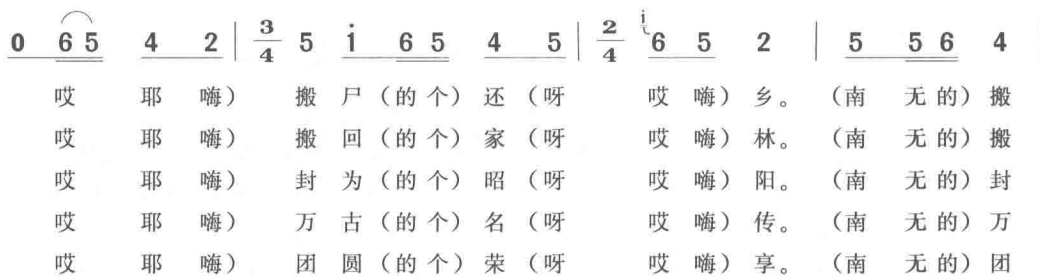 0 6 5 4 2 | 3/4 5 i 6 5 4 5 | 2/4 i 6 5 2 | 5 5 6 4
哎 耶 嗨） 搬 尸（的 个）还（呀 哎 嗨）乡。（南 无 的）搬
哎 耶 嗨） 搬 回（的 个）家（呀 哎 嗨）林。（南 无 的）搬
哎 耶 嗨） 封 为（的 个）昭（呀 哎 嗨）阳。（南 无 的）封
哎 耶 嗨） 万 古（的 个）名（呀 哎 嗨）传。（南 无 的）万
哎 耶 嗨） 团 圆（的 个）荣（呀 哎 嗨）享。（南 无 的）团